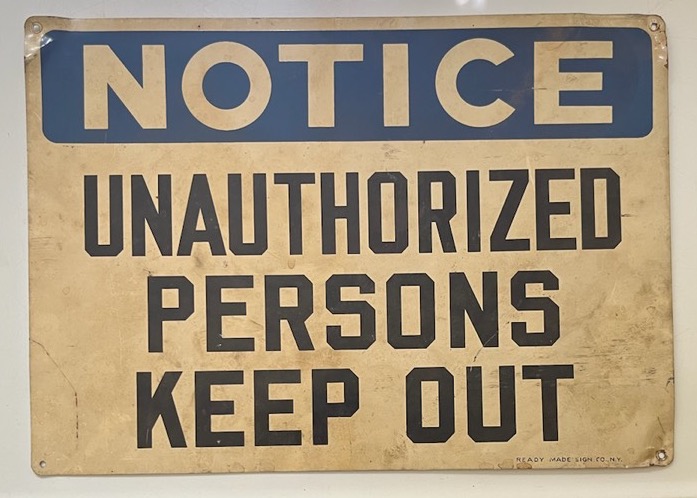 NOTICE
UNAUTHORIZED
PERSONS
KEEP OUT
READY MADE SIGN CO. N.Y.